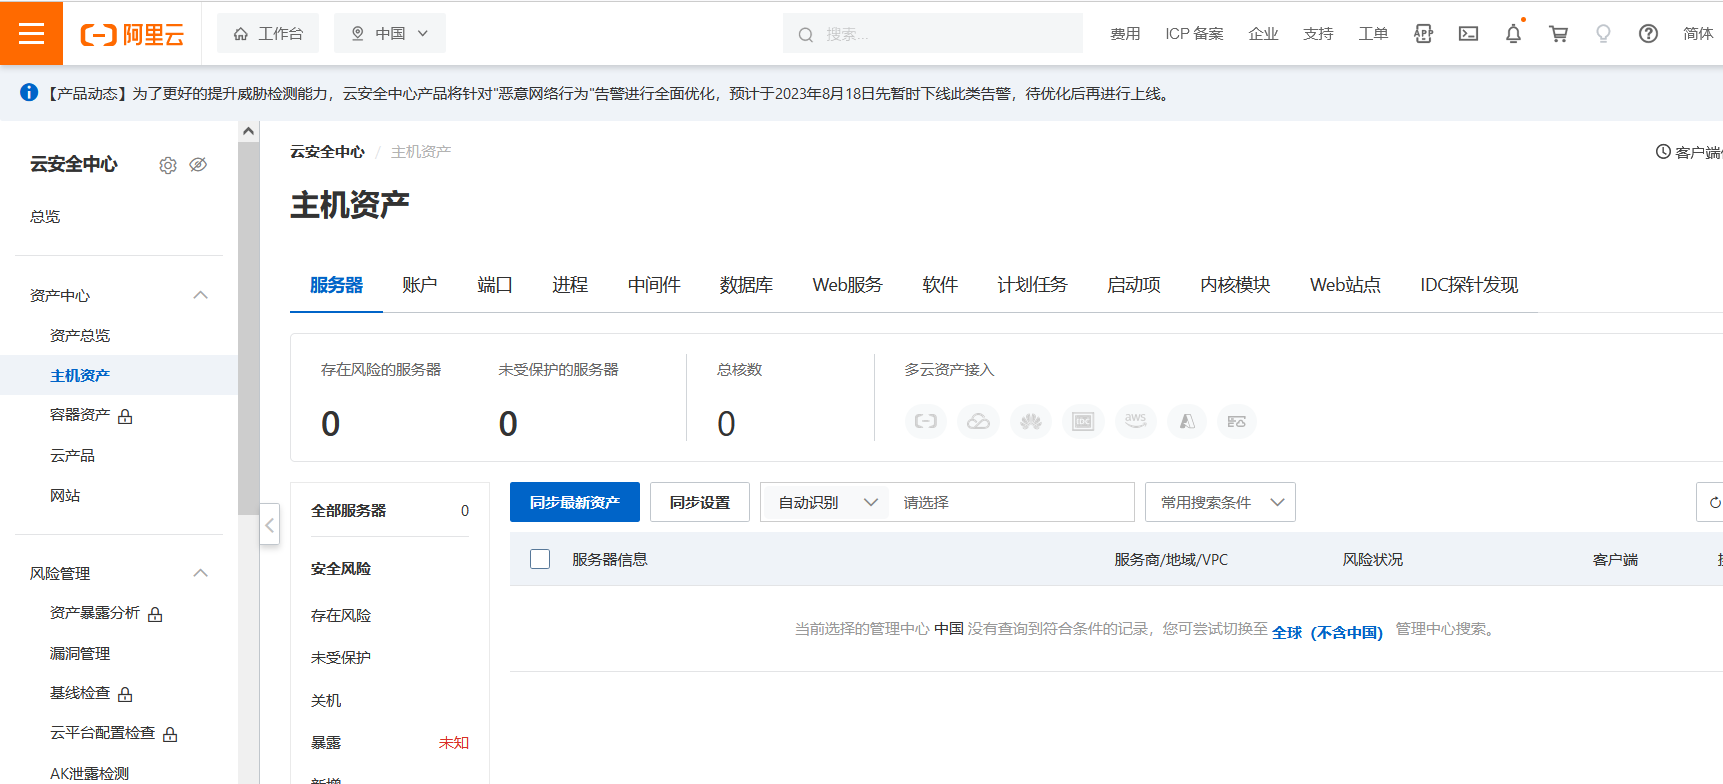 阿里云
工作台
中国
搜索...
费用
ICP 备案
企业
支持
工单
APP
简体
【产品动态】为了更好的提升威胁检测能力，云安全中心产品将针对"恶意网络行为"告警进行全面优化，预计于2023年8月18日先暂时下线此类告警，待优化后再进行上线。
云安全中心
总览
资产中心
资产总览
主机资产
容器资产
云产品
网站
风险管理
资产暴露分析
漏洞管理
基线检查
云平台配置检查
AK泄露检测
云安全中心 / 主机资产
客户端
主机资产
服务器
账户
端口
进程
中间件
数据库
Web服务
软件
计划任务
启动项
内核模块
Web站点
IDC探针发现
存在风险的服务器
0
未受保护的服务器
0
总核数
0
多云资产接入
IDC
aws
全部服务器 0
安全风险
存在风险
未受保护
关机
暴露 未知
新增
同步最新资产
同步设置
自动识别
请选择
常用搜索条件
服务器信息
服务商/地域/VPC
风险状况
客户端
当前选择的管理中心 中国 没有查询到符合条件的记录，您可尝试切换至 全球（不含中国） 管理中心搜索。